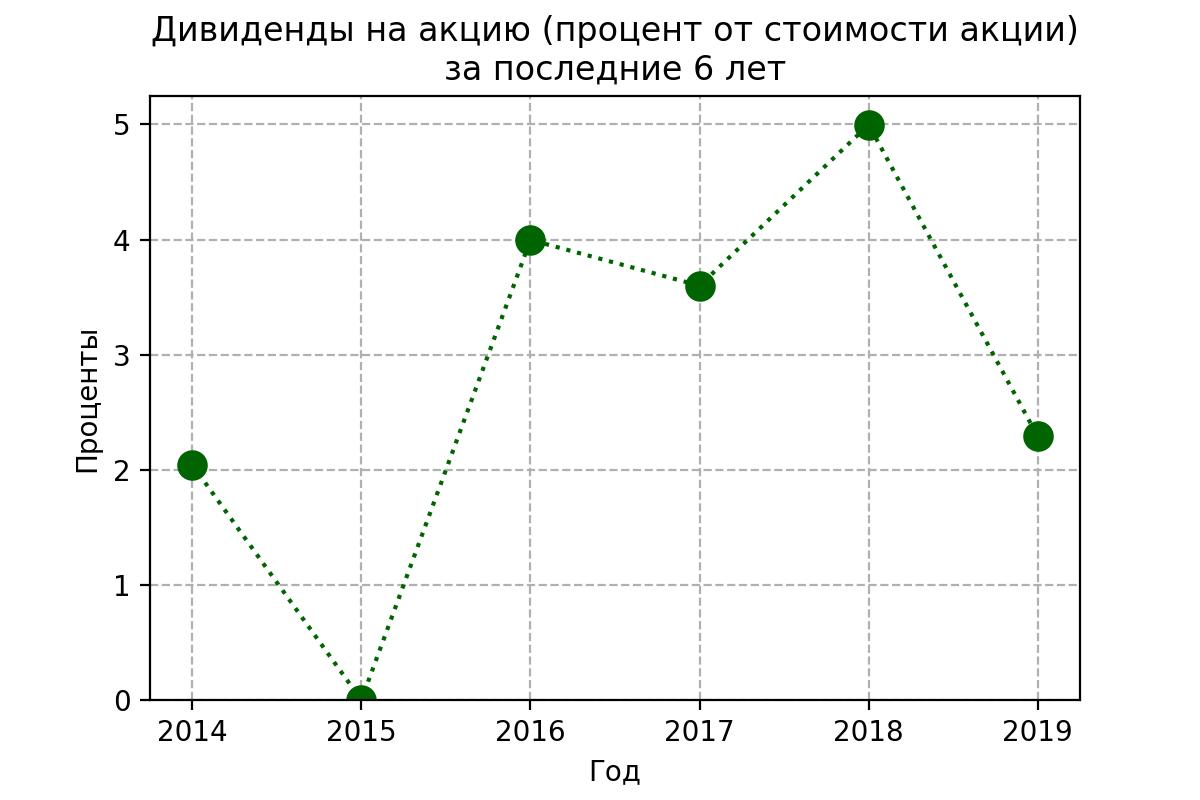 Дивиденды на акцию (процент от стоимости акции)
за последние 6 лет
Проценты
5
4
3
2
1
0
2014 2015 2016 2017 2018 2019
Год